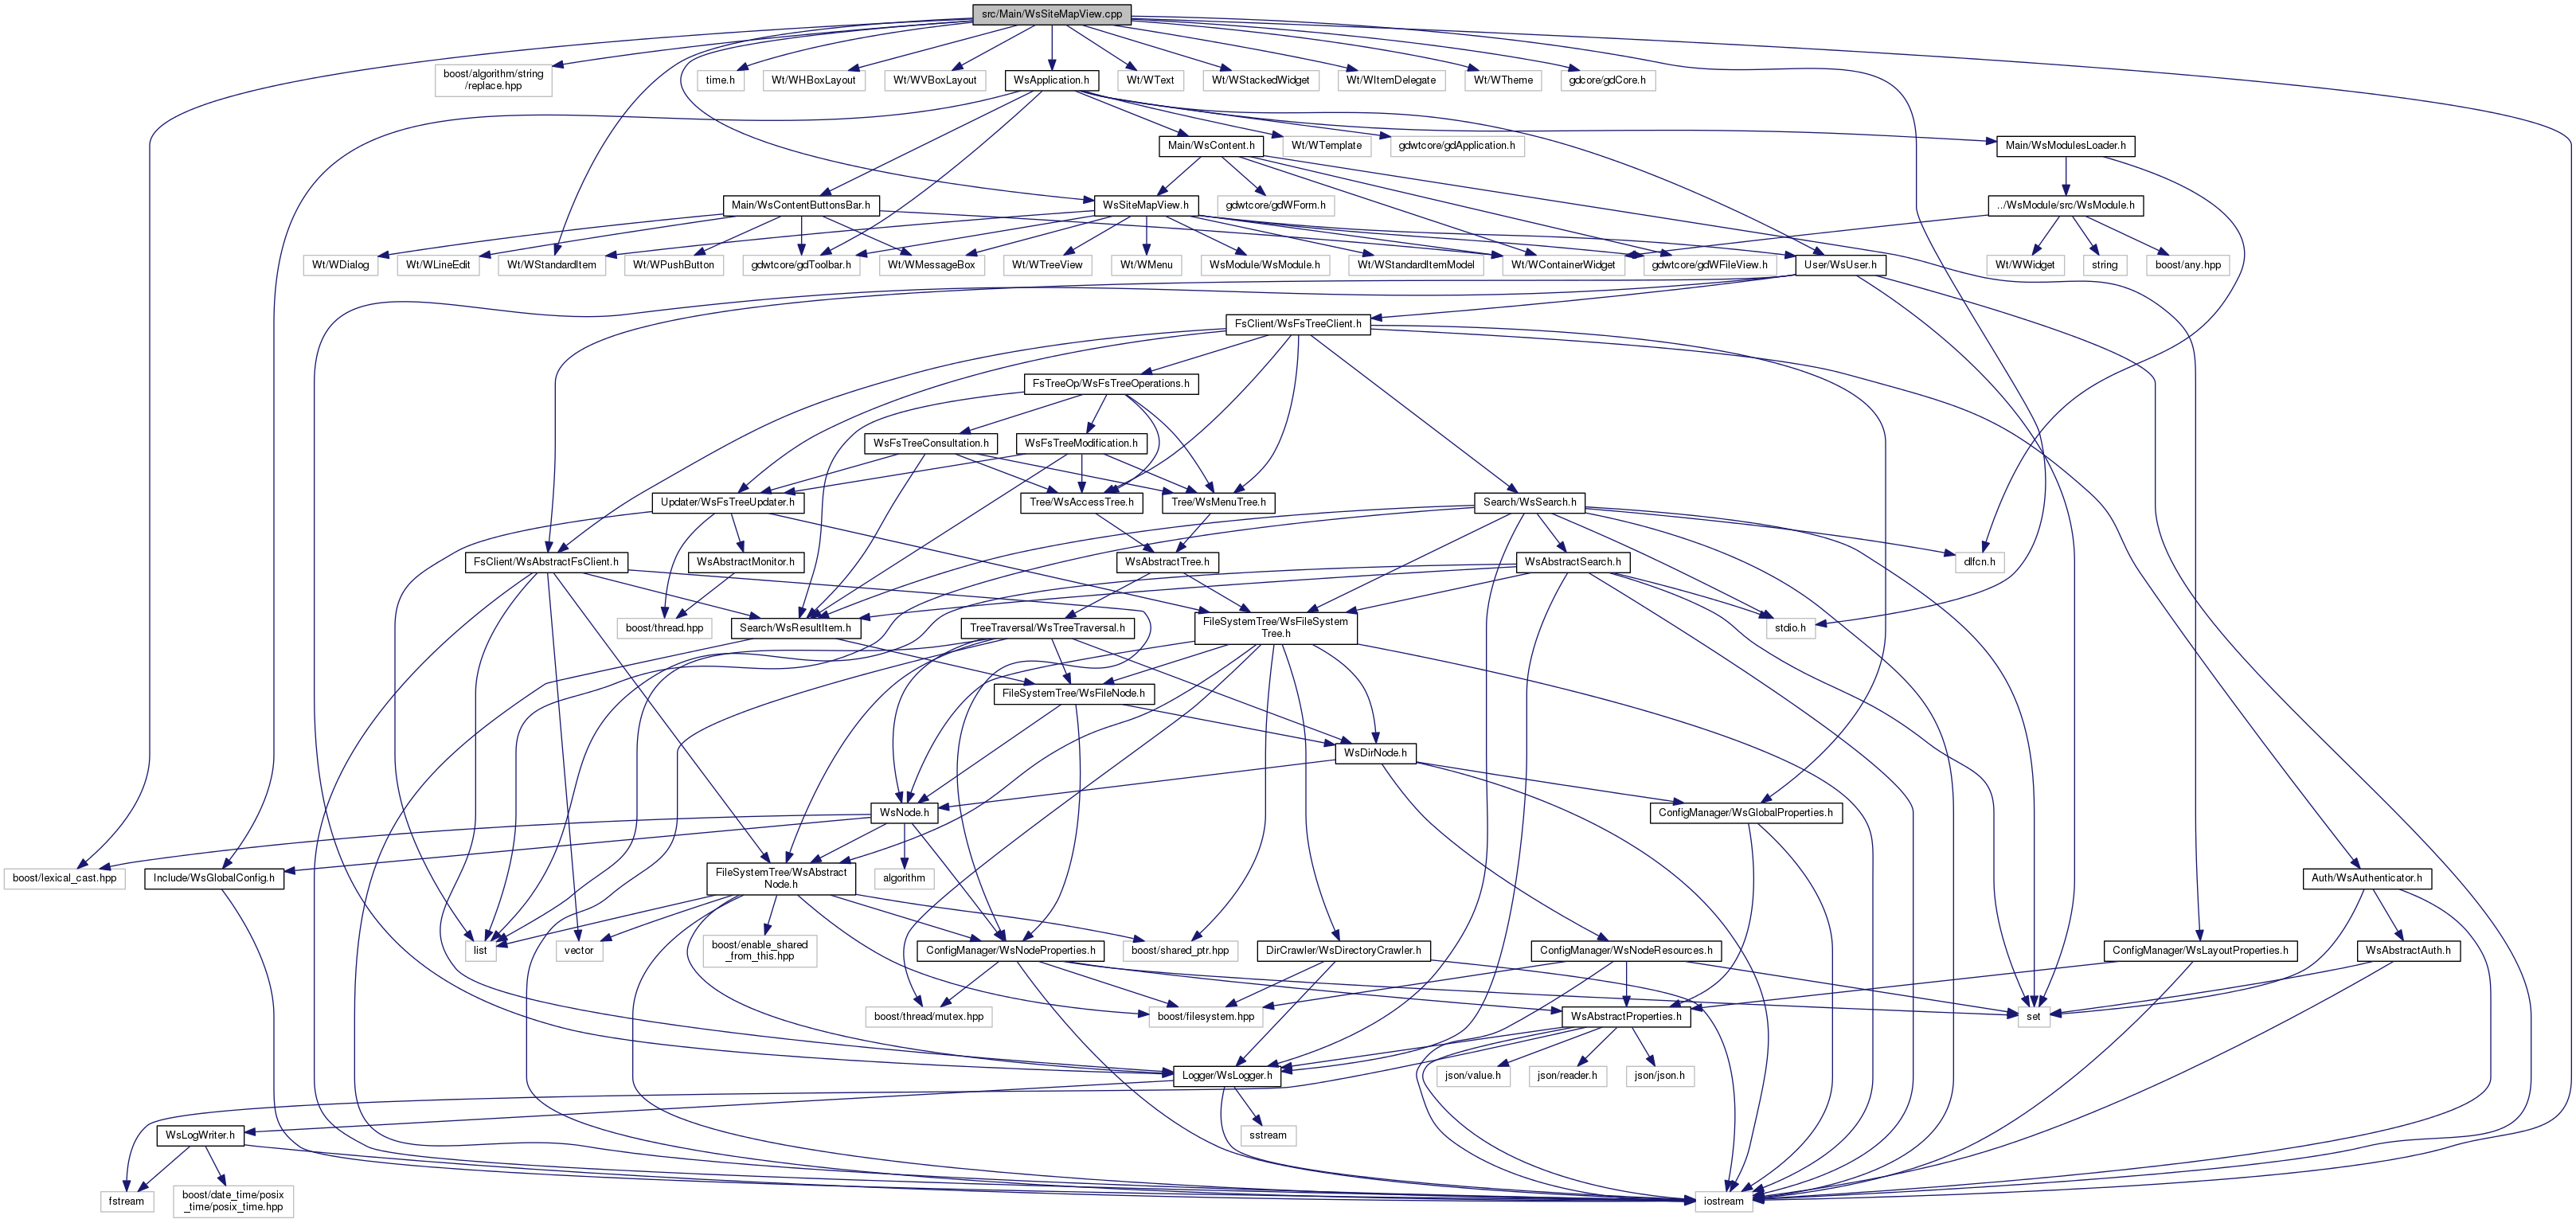 src/Main/WsSiteMapView.cpp
boost/algorithm/string
/replace.hpp
time.h
Wt/WHBoxLayout
Wt/WVBoxLayout
WsApplication.h
Wt/WText
Wt/WStackedWidget
Wt/WItemDelegate
Wt/WTheme
gdcore/gdCore.h
Main/WsContent.h
Wt/WTemplate
gdwtcore/gdApplication.h
Main/WsModulesLoader.h
Main/WsContentButtonsBar.h
WsSiteMapView.h
gdwtcore/gdWForm.h
../WsModule/src/WsModule.h
Wt/WDialog
Wt/WLineEdit
Wt/WStandardItem
Wt/WPushButton
gdwtcore/gdToolbar.h
Wt/WMessageBox
Wt/WTreeView
Wt/WMenu
WsModule/WsModule.h
Wt/WStandardItemModel
Wt/WContainerWidget
gdwtcore/gdWFileView.h
User/WsUser.h
Wt/WWidget
string
boost/any.hpp
FsClient/WsFsTreeClient.h
FsTreeOp/WsFsTreeOperations.h
WsFsTreeConsultation.h
WsFsTreeModification.h
Updater/WsFsTreeUpdater.h
Tree/WsAccessTree.h
Tree/WsMenuTree.h
Search/WsSearch.h
FsClient/WsAbstractFsClient.h
WsAbstractMonitor.h
WsAbstractTree.h
WsAbstractSearch.h
dlfcn.h
boost/thread.hpp
Search/WsResultItem.h
TreeTraversal/WsTreeTraversal.h
FileSystemTree/WsFileSystem
Tree.h
stdio.h
FileSystemTree/WsFileNode.h
WsDirNode.h
WsNode.h
ConfigManager/WsGlobalProperties.h
boost/lexical_cast.hpp
Include/WsGlobalConfig.h
FileSystemTree/WsAbstract
Node.h
algorithm
Auth/WsAuthenticator.h
list
vector
boost/enable_shared
_from_this.hpp
ConfigManager/WsNodeProperties.h
boost/shared_ptr.hpp
DirCrawler/WsDirectoryCrawler.h
ConfigManager/WsNodeResources.h
ConfigManager/WsLayoutProperties.h
WsAbstractAuth.h
boost/thread/mutex.hpp
boost/filesystem.hpp
WsAbstractProperties.h
set
Logger/WsLogger.h
json/value.h
json/reader.h
json/json.h
WsLogWriter.h
sstream
fstream
boost/date_time/posix
_time/posix_time.hpp
iostream